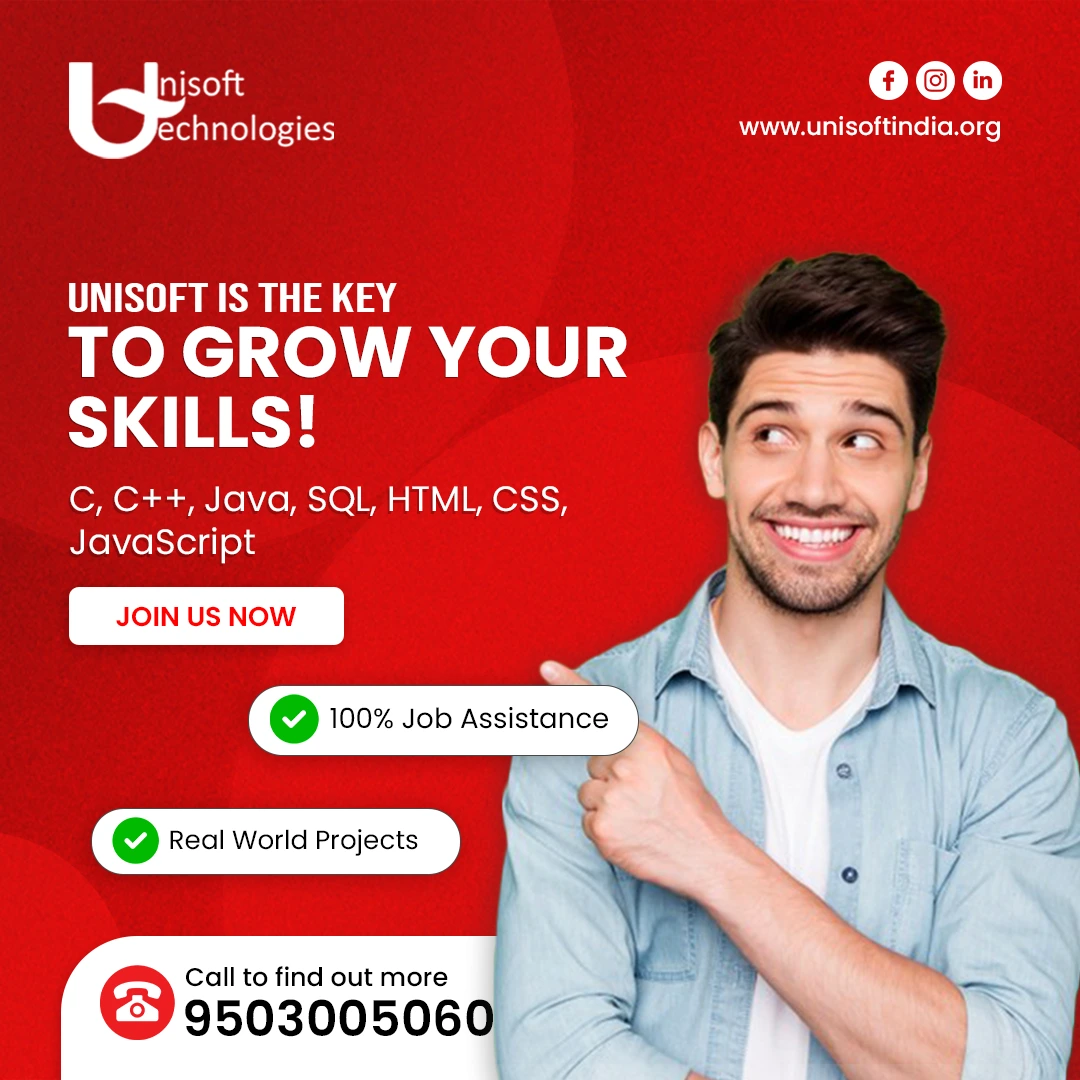 Unisoft
Technologies
www.unisoftindia.org
UNISOFT IS THE KEY
TO GROW YOUR
SKILLS!
C, C++, Java, SQL, HTML, CSS,
JavaScript
JOIN US NOW
100% Job Assistance
Real World Projects
Call to find out more
9503005060